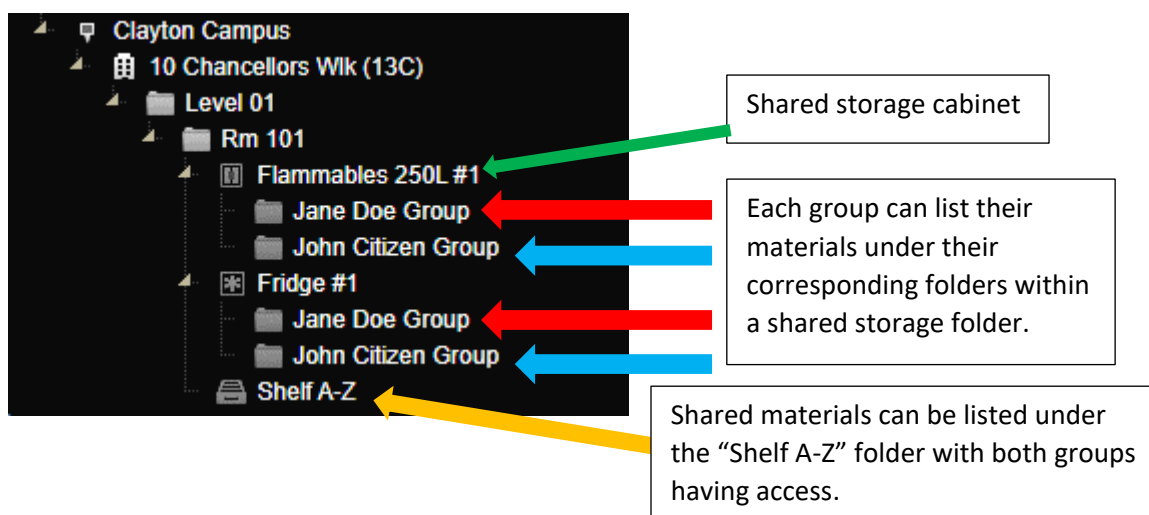 Clayton Campus
10 Chancellors Wlk (13C)
Level 01
Rm 101
Flammables 250L #1
Jane Doe Group
John Citizen Group
Fridge #1
Jane Doe Group
John Citizen Group
Shelf A-Z
Shared storage cabinet
Each group can list their
materials under their
corresponding folders within
a shared storage folder.
Shared materials can be listed under
the “Shelf A-Z” folder with both groups
having access.